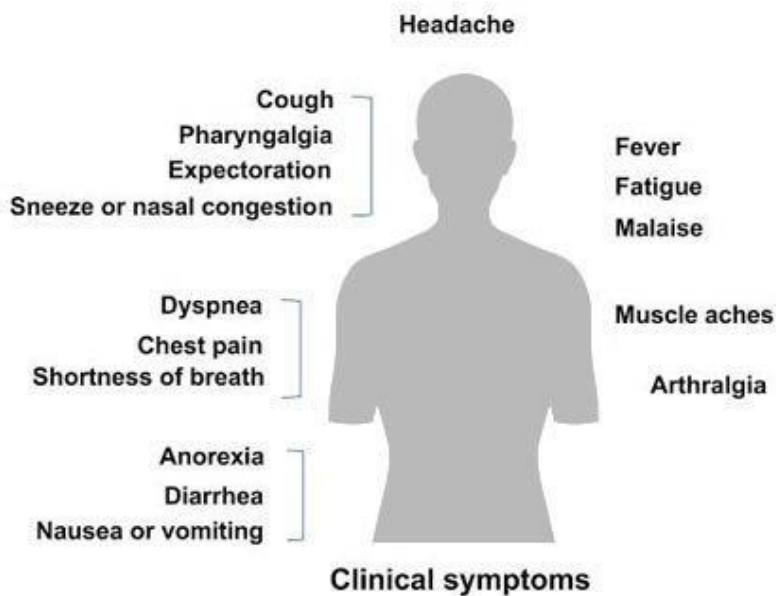 Headache
Cough
Pharyngalgia
Expectoration
Sneeze or nasal congestion
Fever
Fatigue
Malaise
Dyspnea
Chest pain
Shortness of breath
Muscle aches
Arthralgia
Anorexia
Diarrhea
Nausea or vomiting
Clinical symptoms